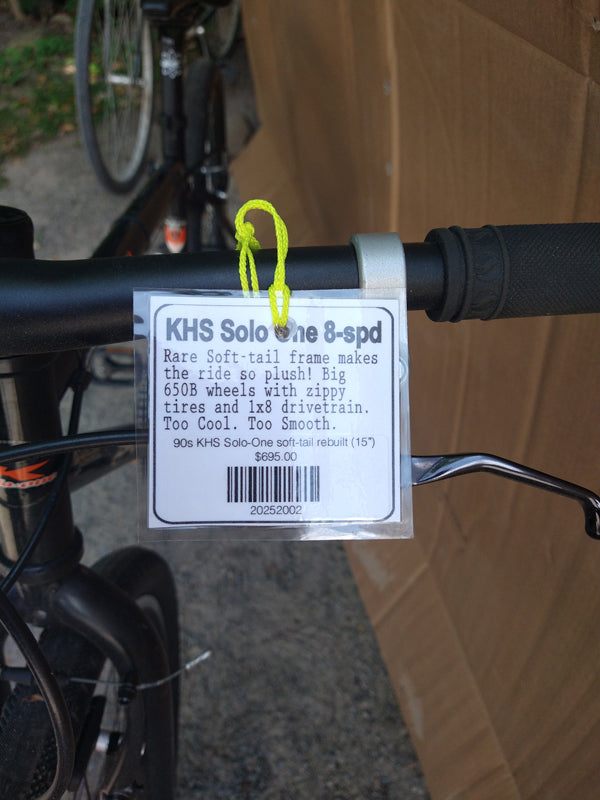 KHS Solo One 8-spd
Rare Soft-tail frame makes
the ride so plush! Big
650B wheels with zippy
tires and 1x8 drivetrain.
Too Cool. Too Smooth.
90s KHS Solo-One soft-tail rebuilt (15")
$695.00
20252002